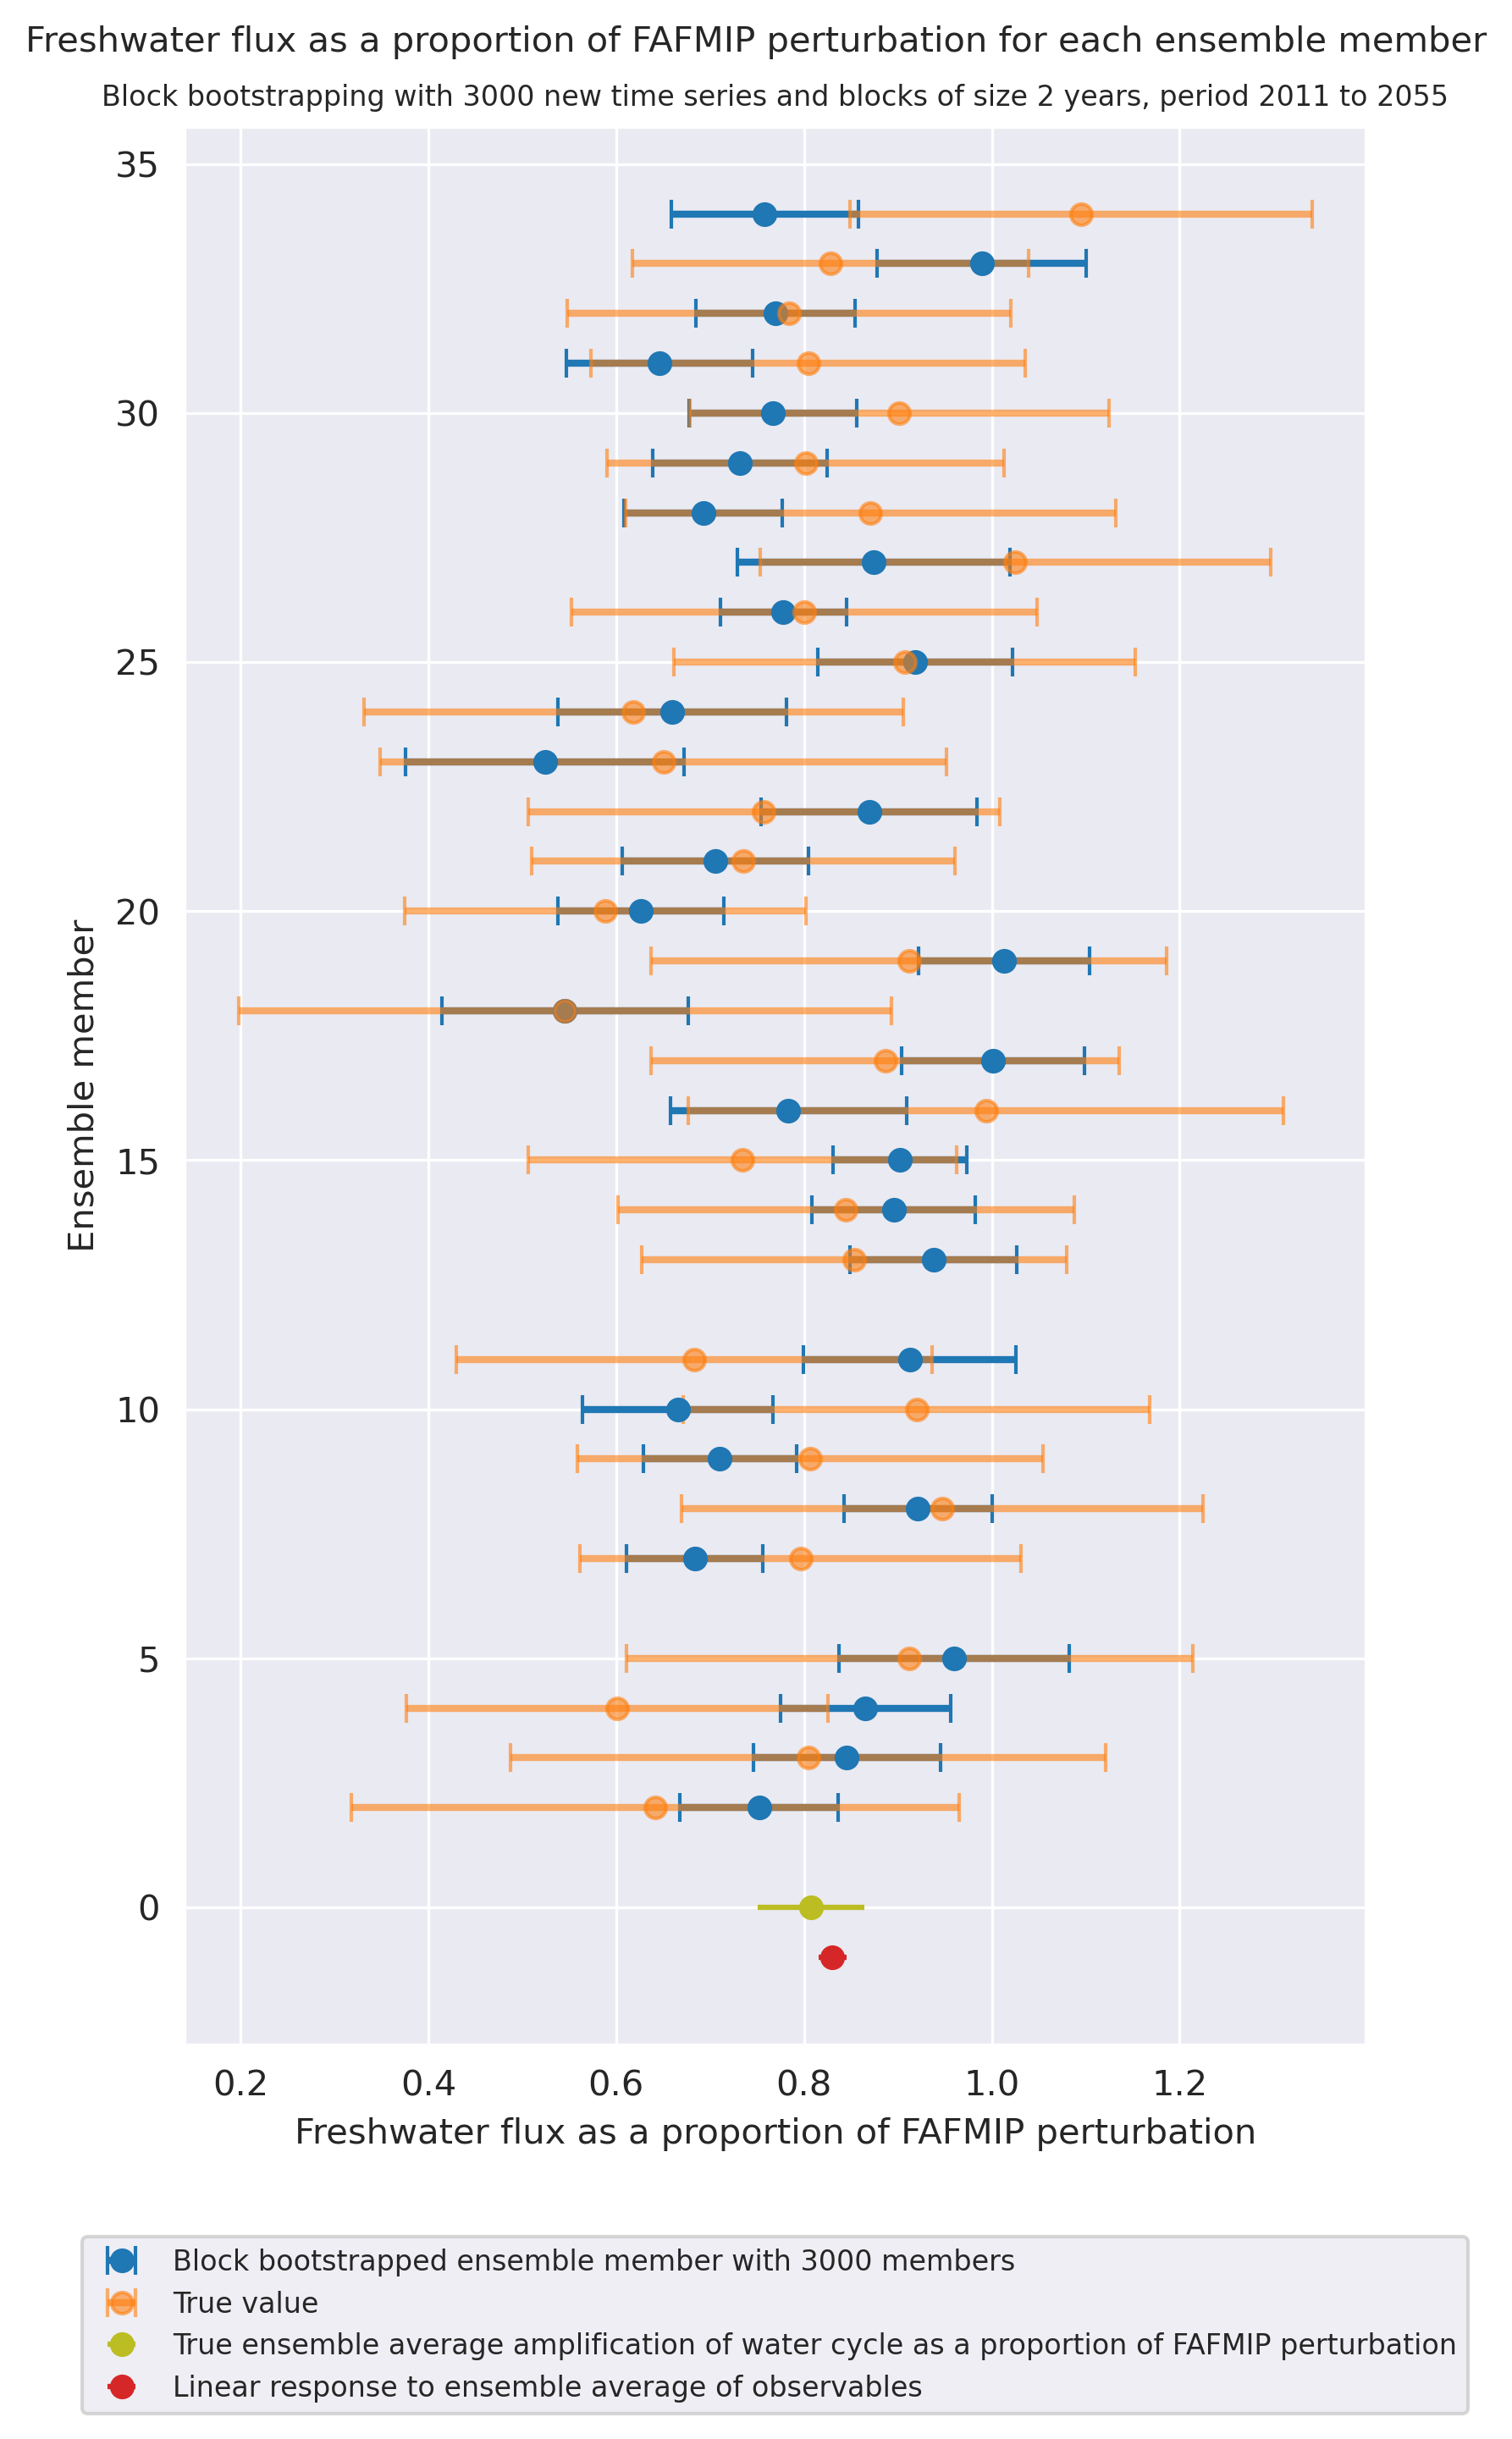 Freshwater flux as a proportion of FAFMIP perturbation for each ensemble member
Block bootstrapping with 3000 new time series and blocks of size 2 years, period 2011 to 2055
35
30
25
20
15
10
5
0
Ensemble member
0.2 0.4 0.6 0.8 1.0 1.2
Freshwater flux as a proportion of FAFMIP perturbation
Block bootstrapped ensemble member with 3000 members
True value
True ensemble average amplification of water cycle as a proportion of FAFMIP perturbation
Linear response to ensemble average of observables